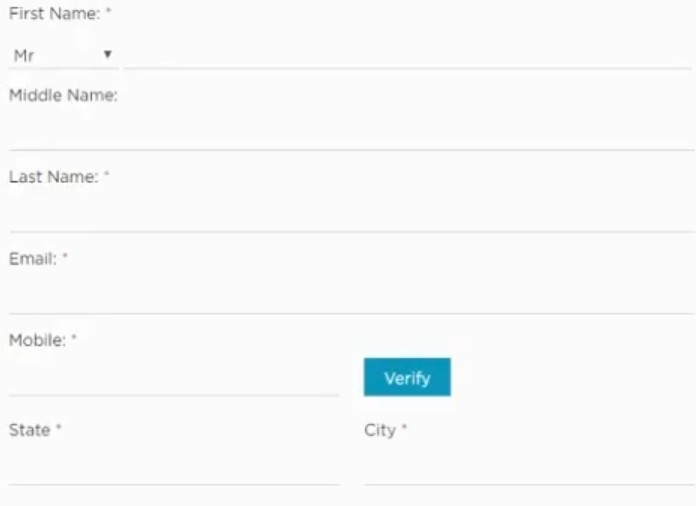 First Name: *
Mr ▼
Middle Name:
Last Name: *
Email: *
Mobile: *
Verify
State * City *